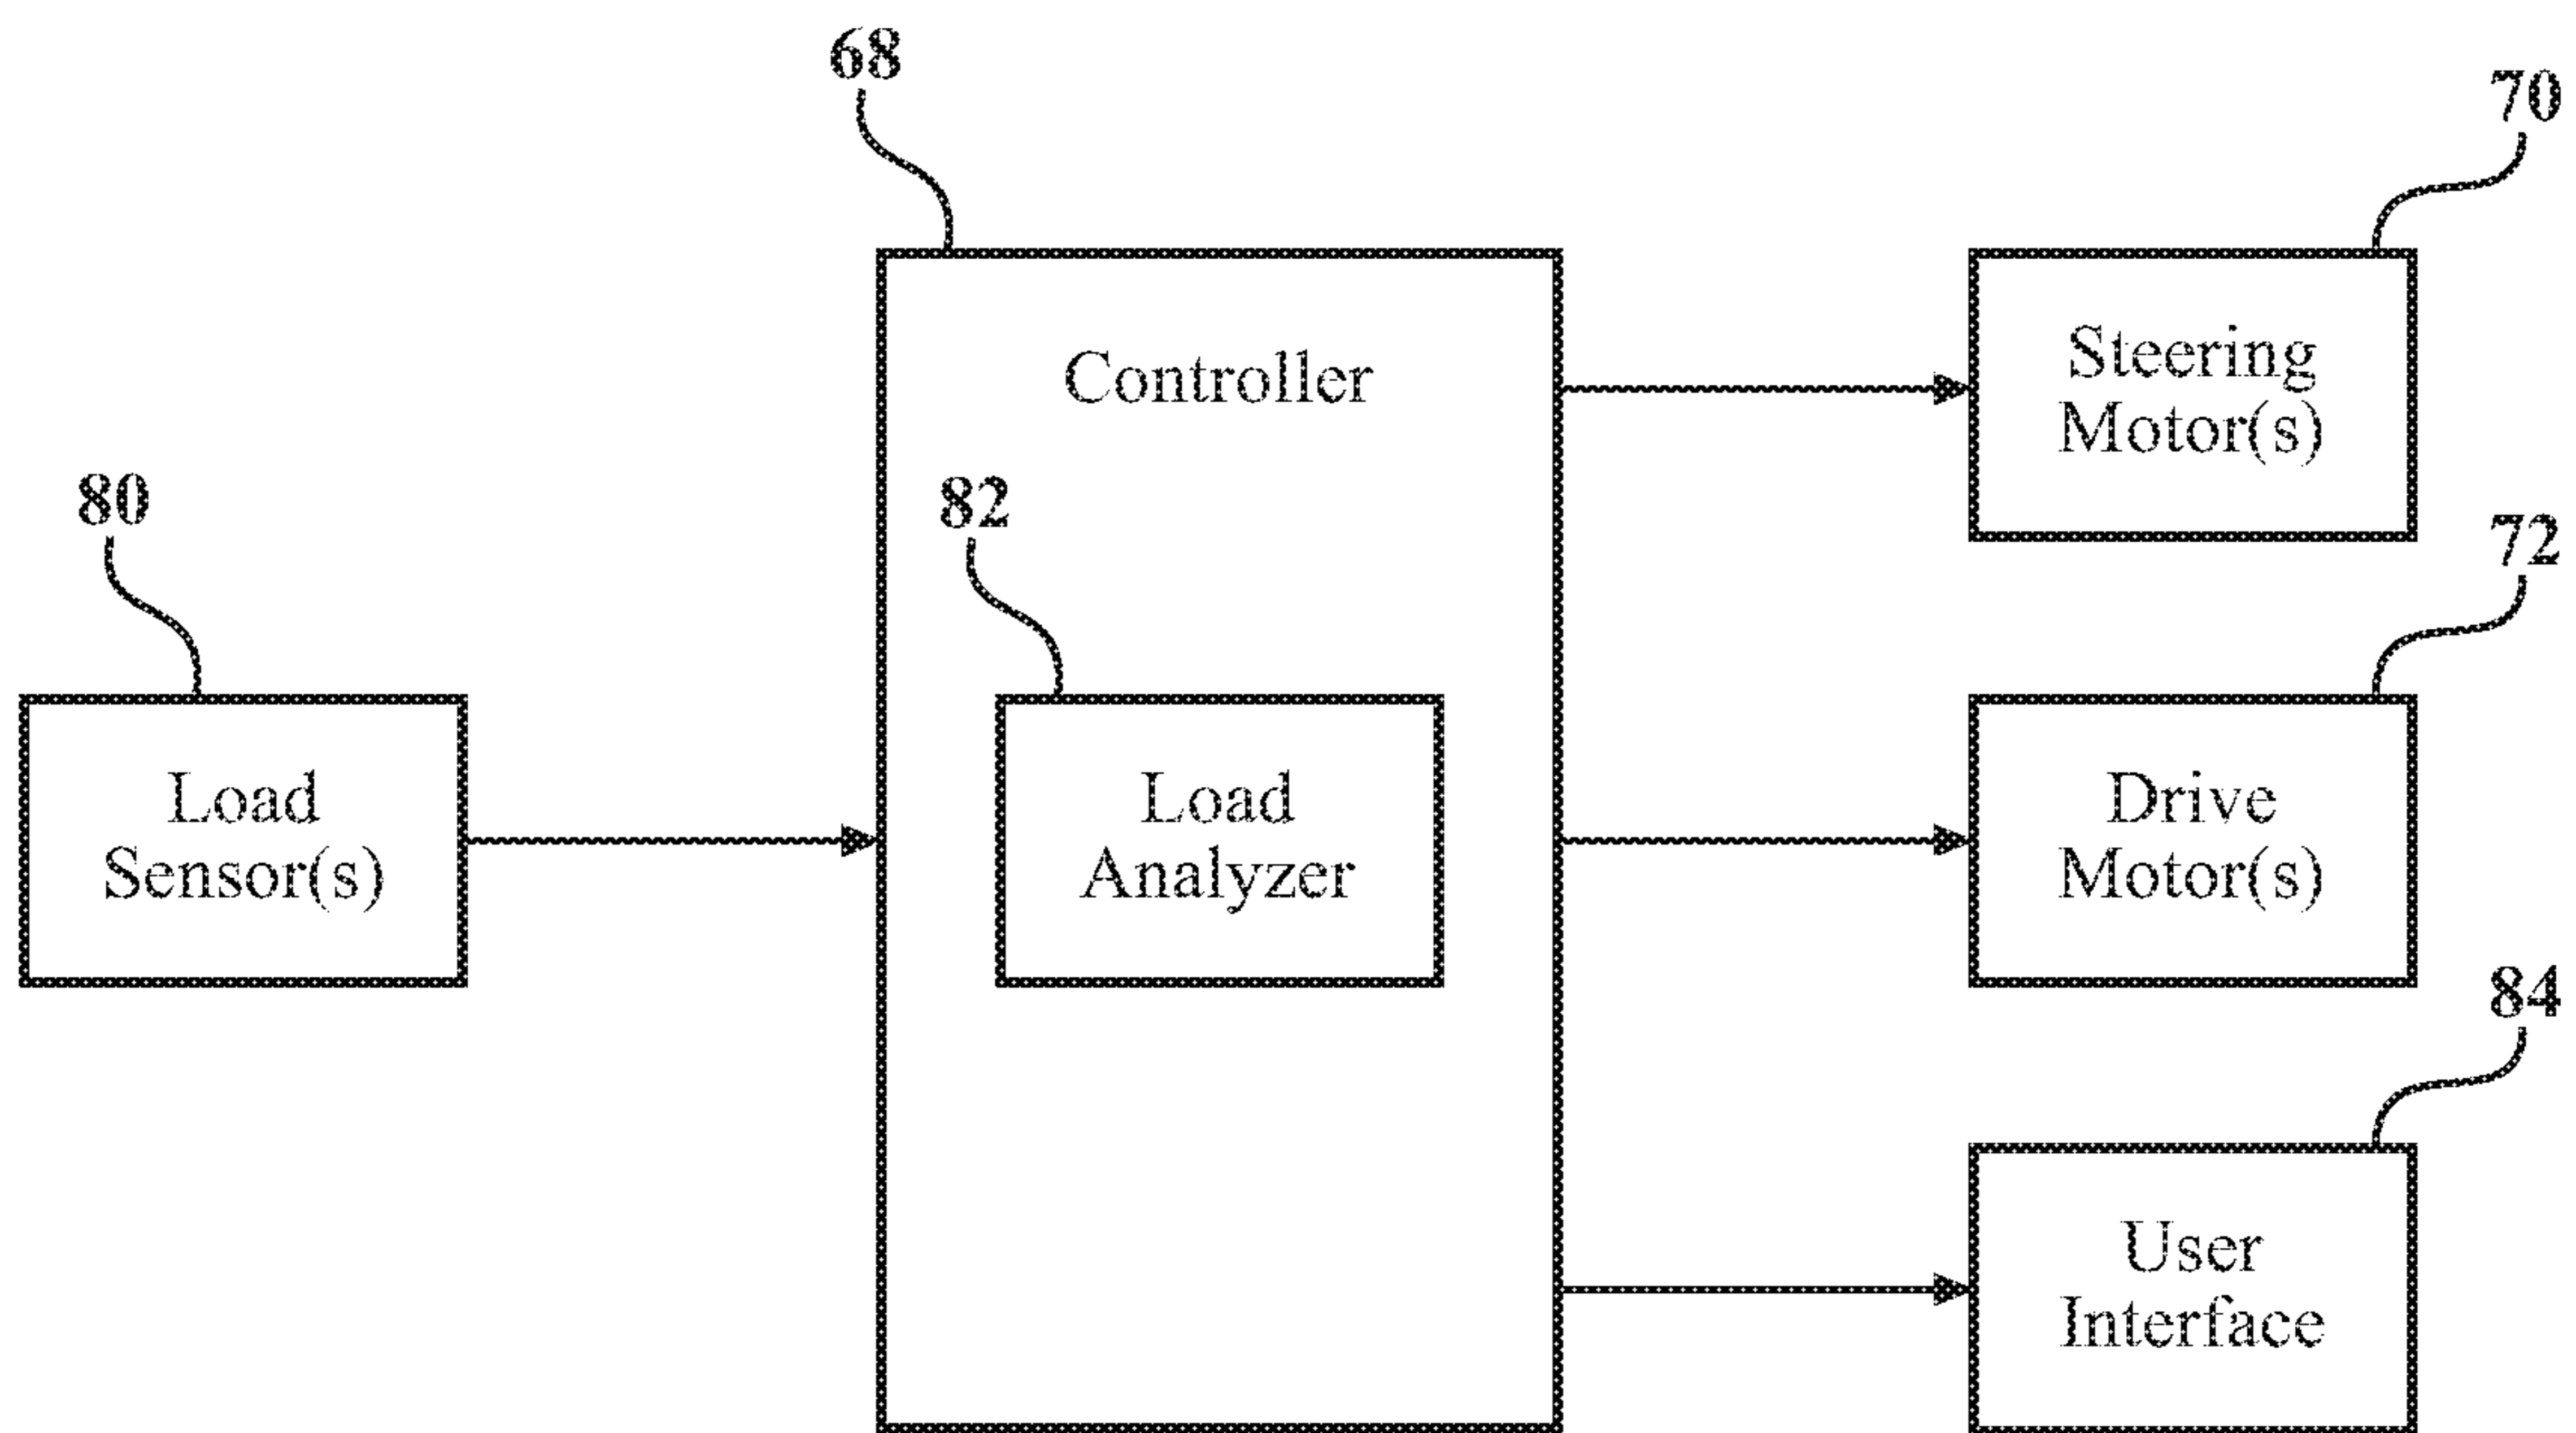 68
70
Controller
Steering
Motor(s)
80
82
72
Load
Sensor(s)
Load
Analyzer
Drive
Motor(s)
84
User
Interface